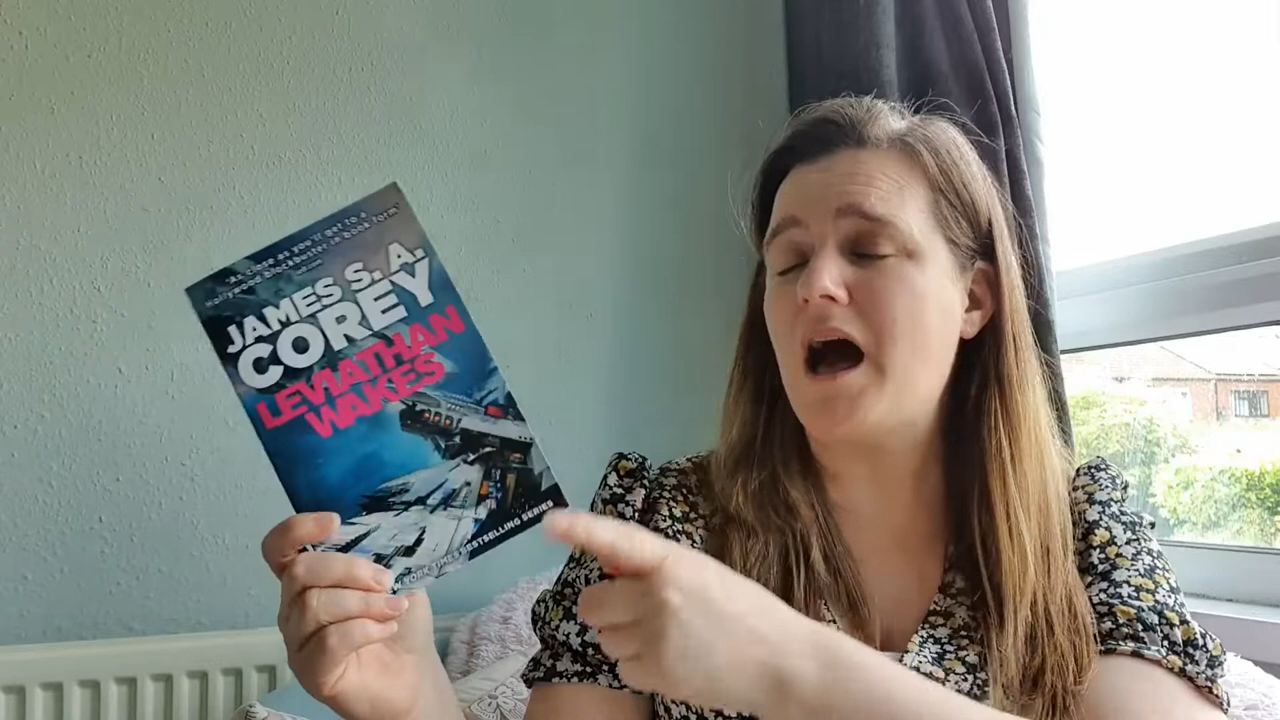 'As close as you'll get to a
Hollywood blockbuster in book form'
JAMES S. A.
COREY
LEVIATHAN
WAKES
YORK TIMES BESTSELLING SERIES